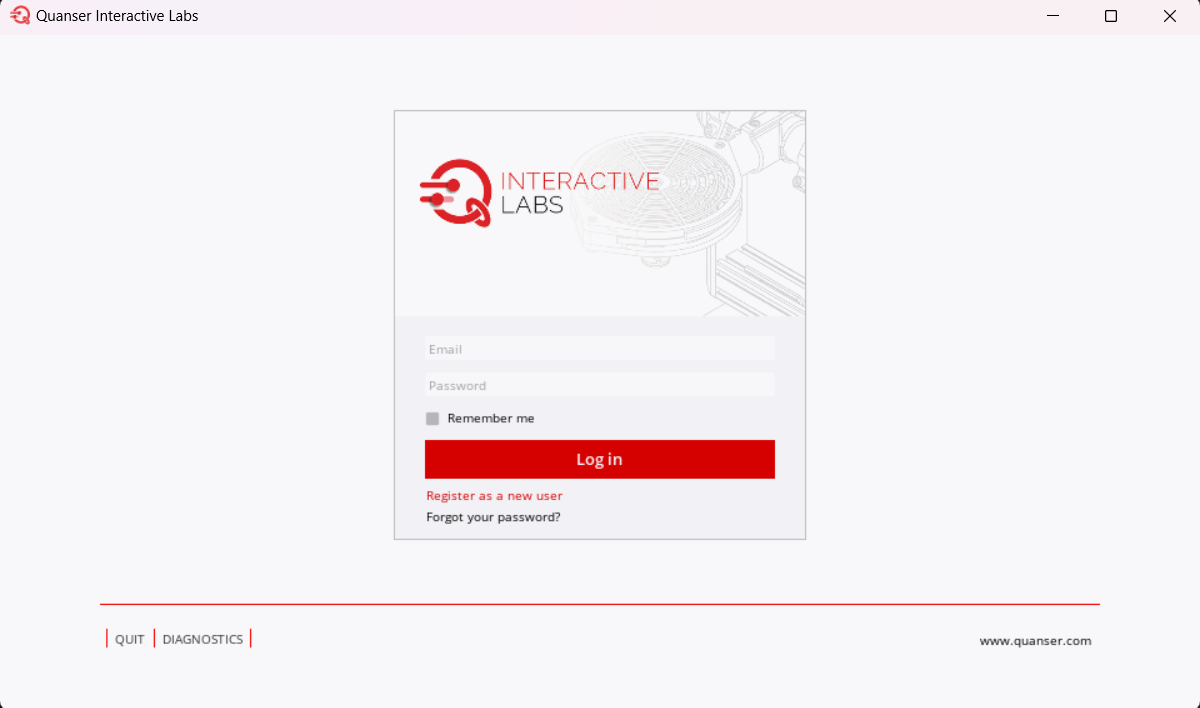 Quanser Interactive Labs
INTERACTIVE
LABS
Email
Password
Remember me
Log in
Register as a new user
Forgot your password?
QUIT
DIAGNOSTICS
www.quanser.com